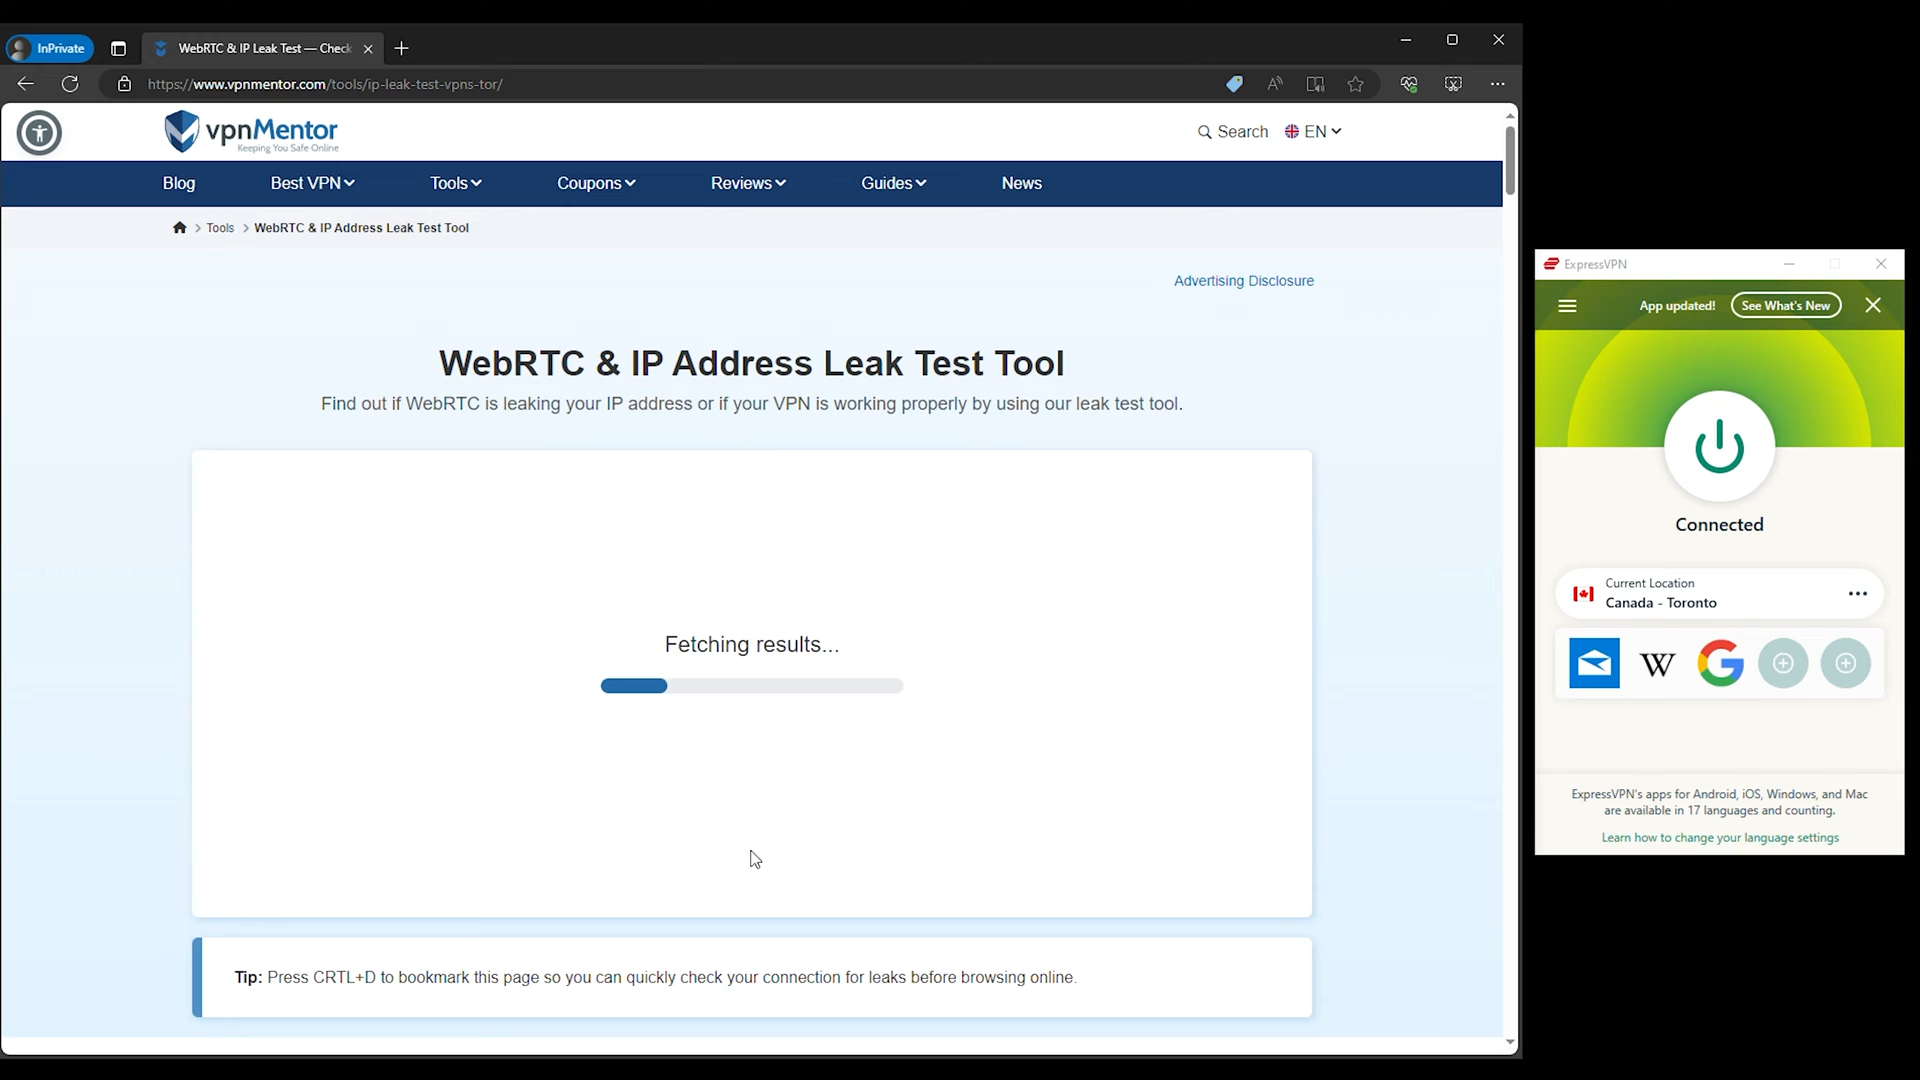 InPrivate
WebRTC & IP Leak Test — Check
https://www.vpnmentor.com/tools/ip-leak-test-vpns-tor/
vpnMentor
Keeping You Safe Online
Search
EN
Blog
Best VPN
Tools
Coupons
Reviews
Guides
News
Tools
WebRTC & IP Address Leak Test Tool
Advertising Disclosure
WebRTC & IP Address Leak Test Tool
Find out if WebRTC is leaking your IP address or if your VPN is working properly by using our leak test tool.
Fetching results...
Tip: Press CRTL+D to bookmark this page so you can quickly check your connection for leaks before browsing online.
ExpressVPN
App updated!
See What's New
Connected
Current Location
Canada - Toronto
W
G
ExpressVPN's apps for Android, iOS, Windows, and Mac
are available in 17 languages and counting.
Learn how to change your language settings